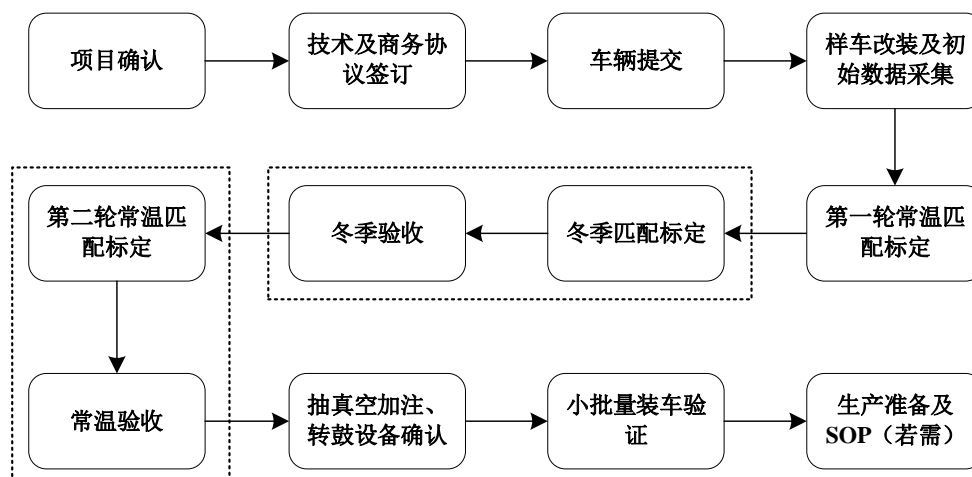 项目确认
技术及商务协
议签订
车辆提交
样车改装及初
始数据采集
第二轮常温匹
配标定
冬季验收
冬季匹配标定
第一轮常温匹
配标定
常温验收
抽真空加注、
转鼓设备确认
小批量装车验
证
生产准备及
SOP（若需）